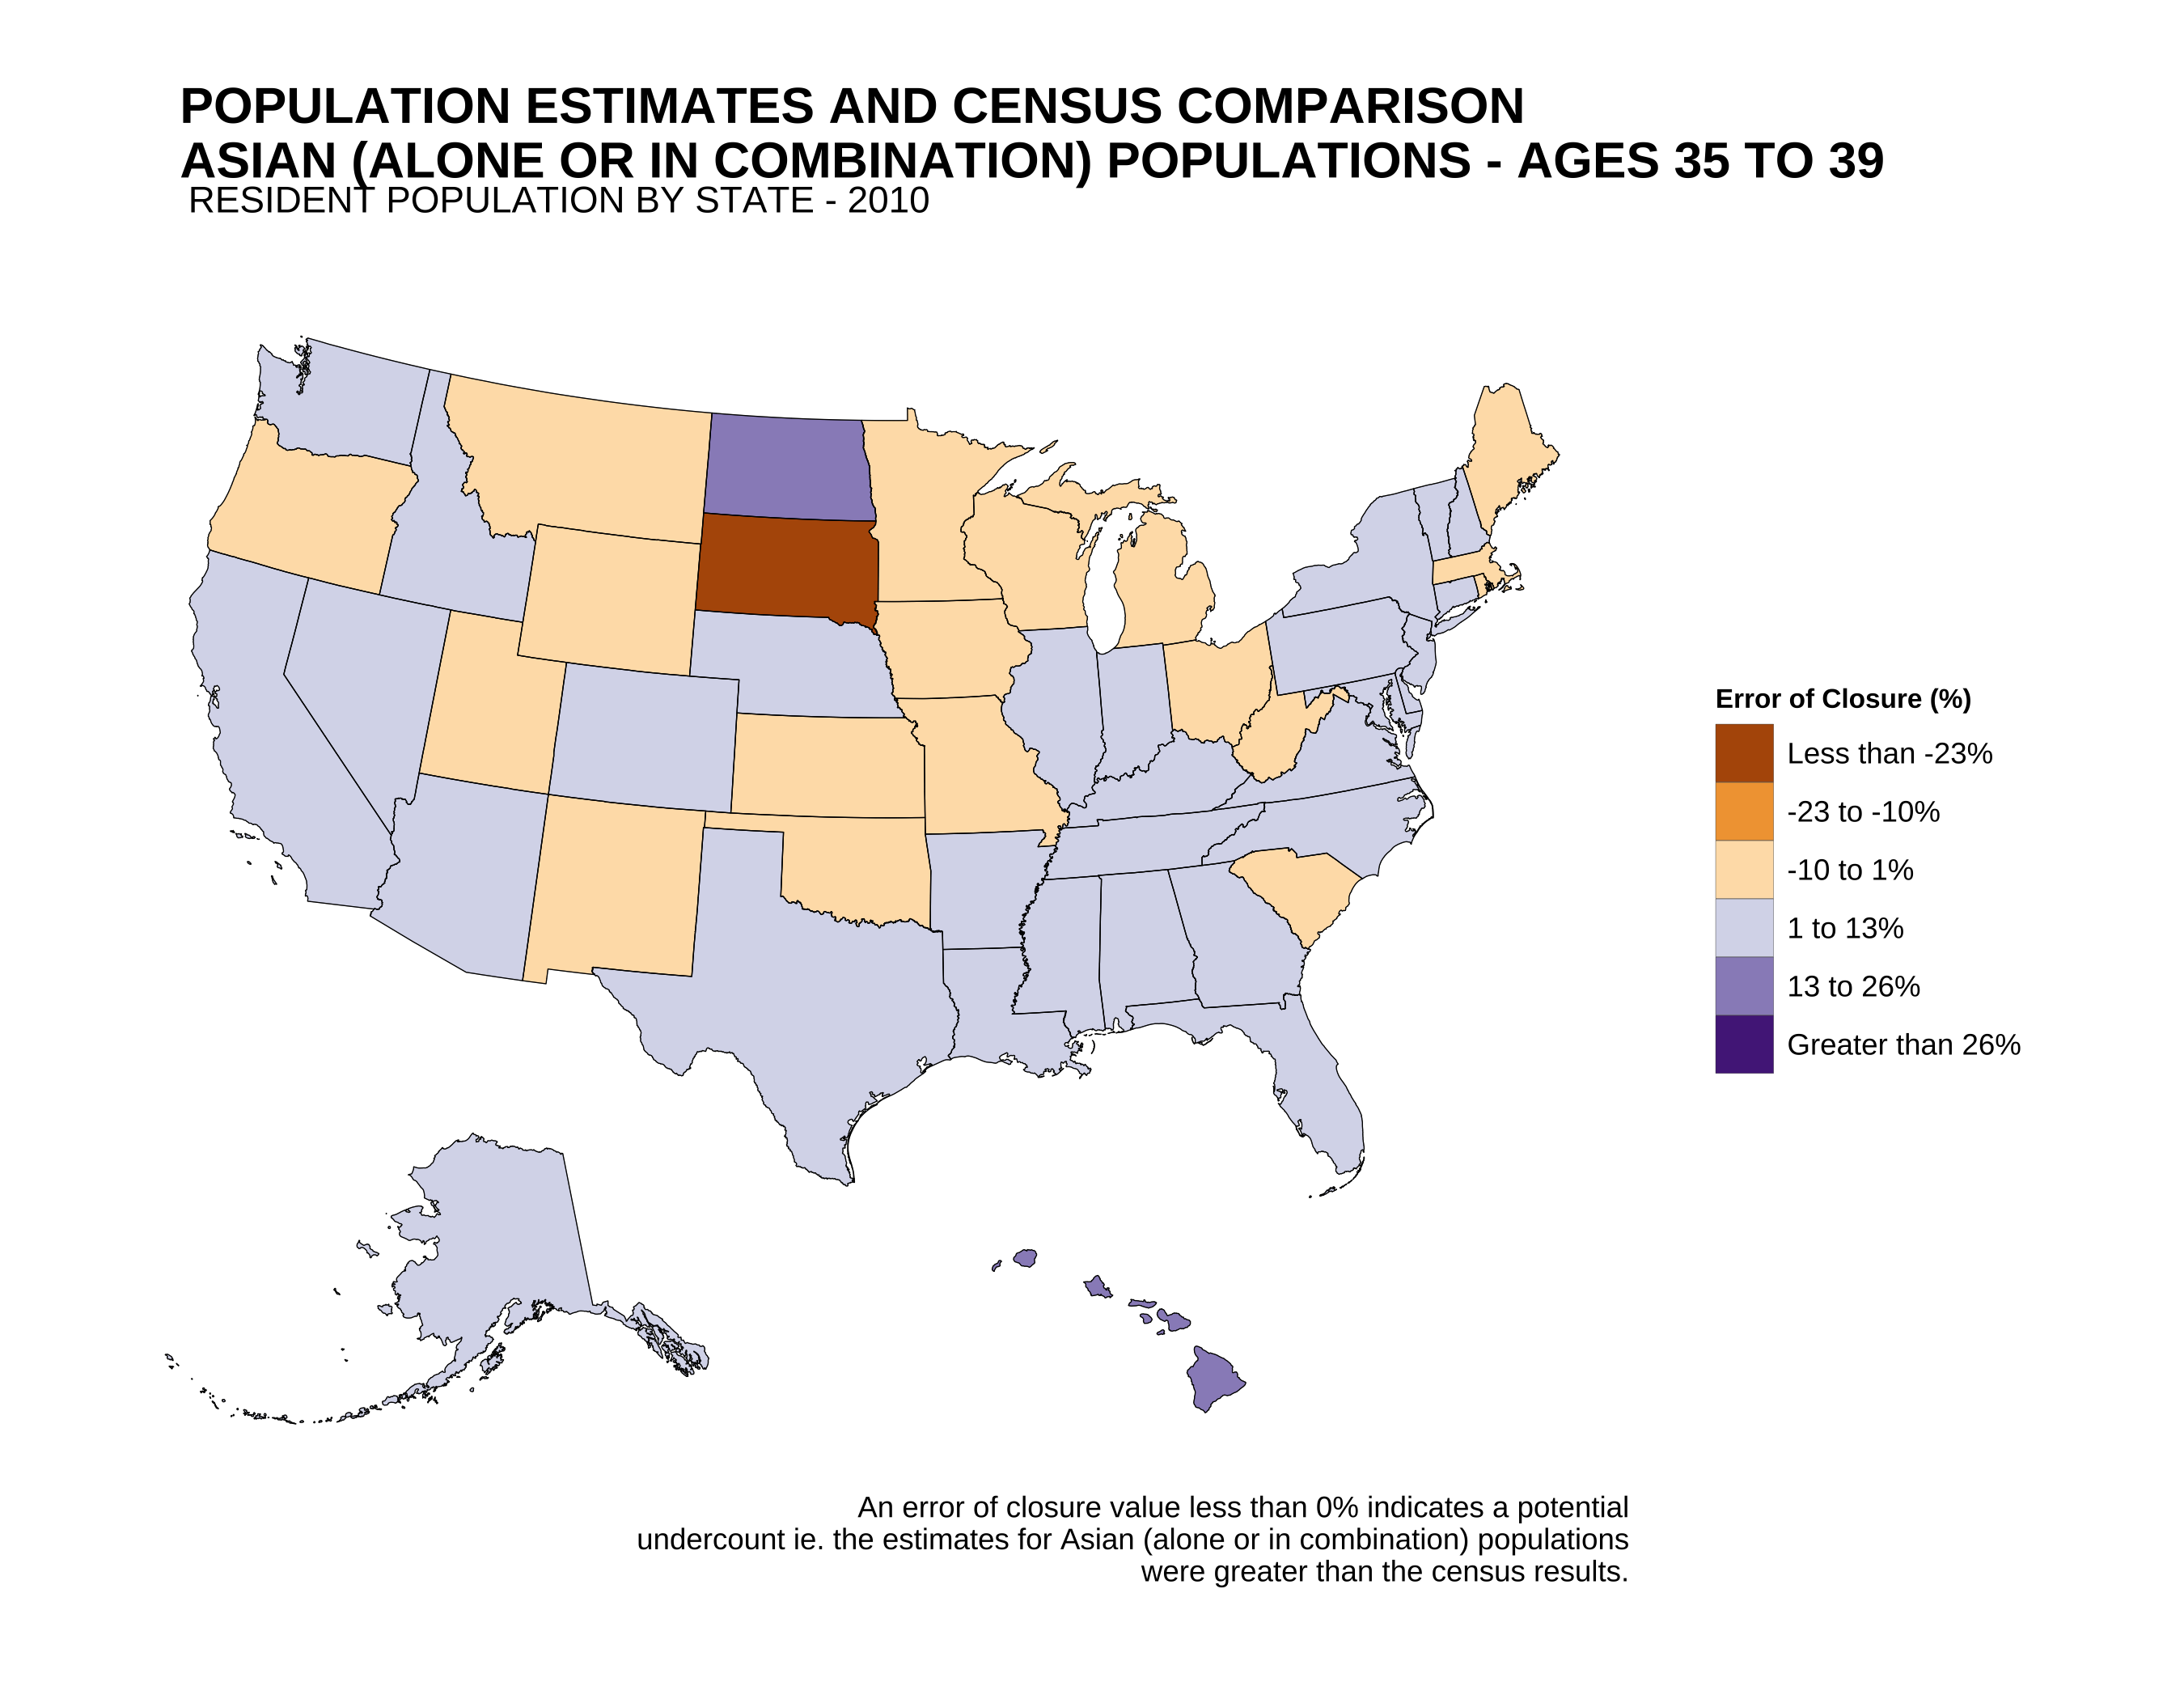 POPULATION ESTIMATES AND CENSUS COMPARISON
ASIAN (ALONE OR IN COMBINATION) POPULATIONS - AGES 35 TO 39
RESIDENT POPULATION BY STATE - 2010
Error of Closure (%)
Less than -23%
-23 to -10%
-10 to 1%
1 to 13%
13 to 26%
Greater than 26%
An error of closure value less than 0% indicates a potential
undercount ie. the estimates for Asian (alone or in combination) populations
were greater than the census results.